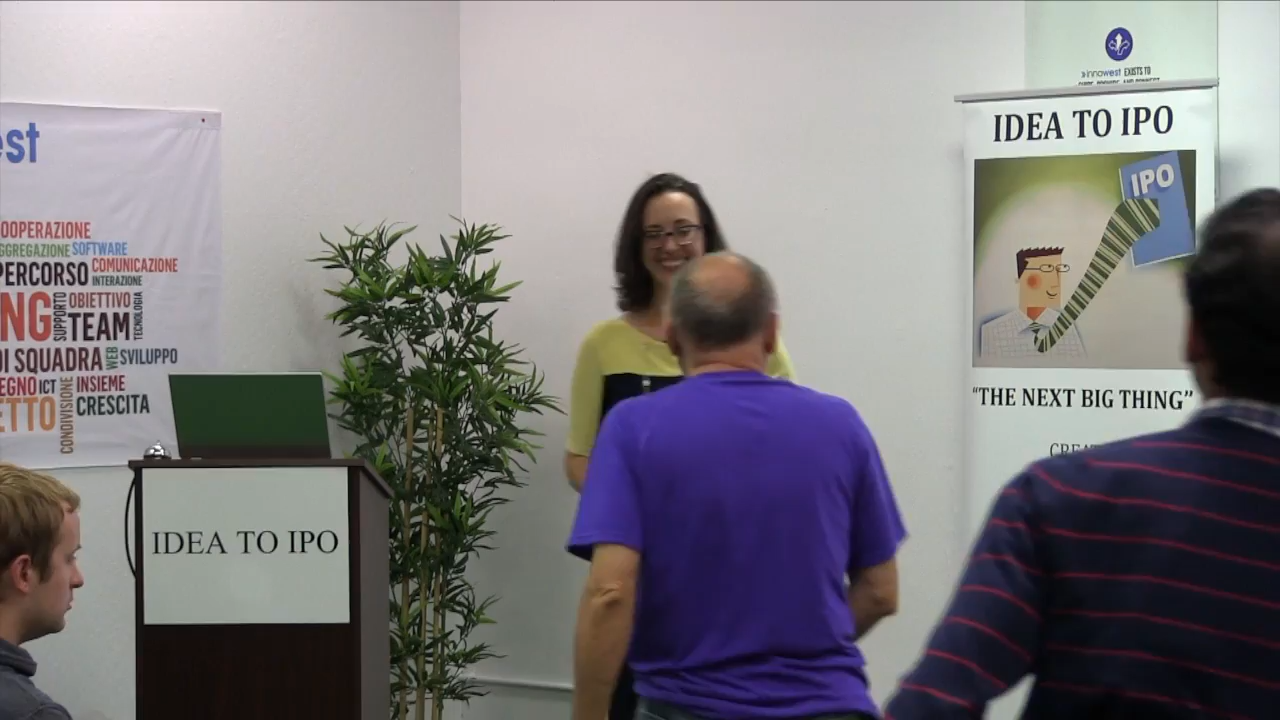 est
OOPERAZIONE
GGREGAZIONE SOFTWARE
PERCORSO COMUNICAZIONE
INTERAZIONE
NG SUPPORTO OBIETTIVO
TEAM TECNOLOGIA
DI SQUADRA WEB SVILUPPO
EGNO ICT INSIEME
ETTO CONDIVISIONE CRESCITA
IDEA TO IPO
innowest EXISTS TO
IDEA TO IPO
IPO
"THE NEXT BIG THING"
CREAT